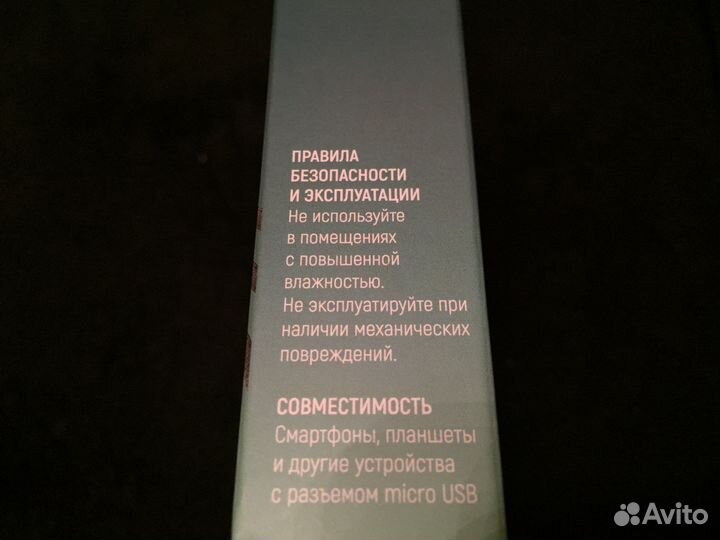 ПРАВИЛА
БЕЗОПАСНОСТИ
И ЭКСПЛУАТАЦИИ
Не используйте
в помещениях
с повышенной
влажностью.
Не эксплуатируйте при
наличии механических
повреждений.
СОВМЕСТИМОСТЬ
Смартфоны, планшеты
и другие устройства
с разъемом micro USB
Avito